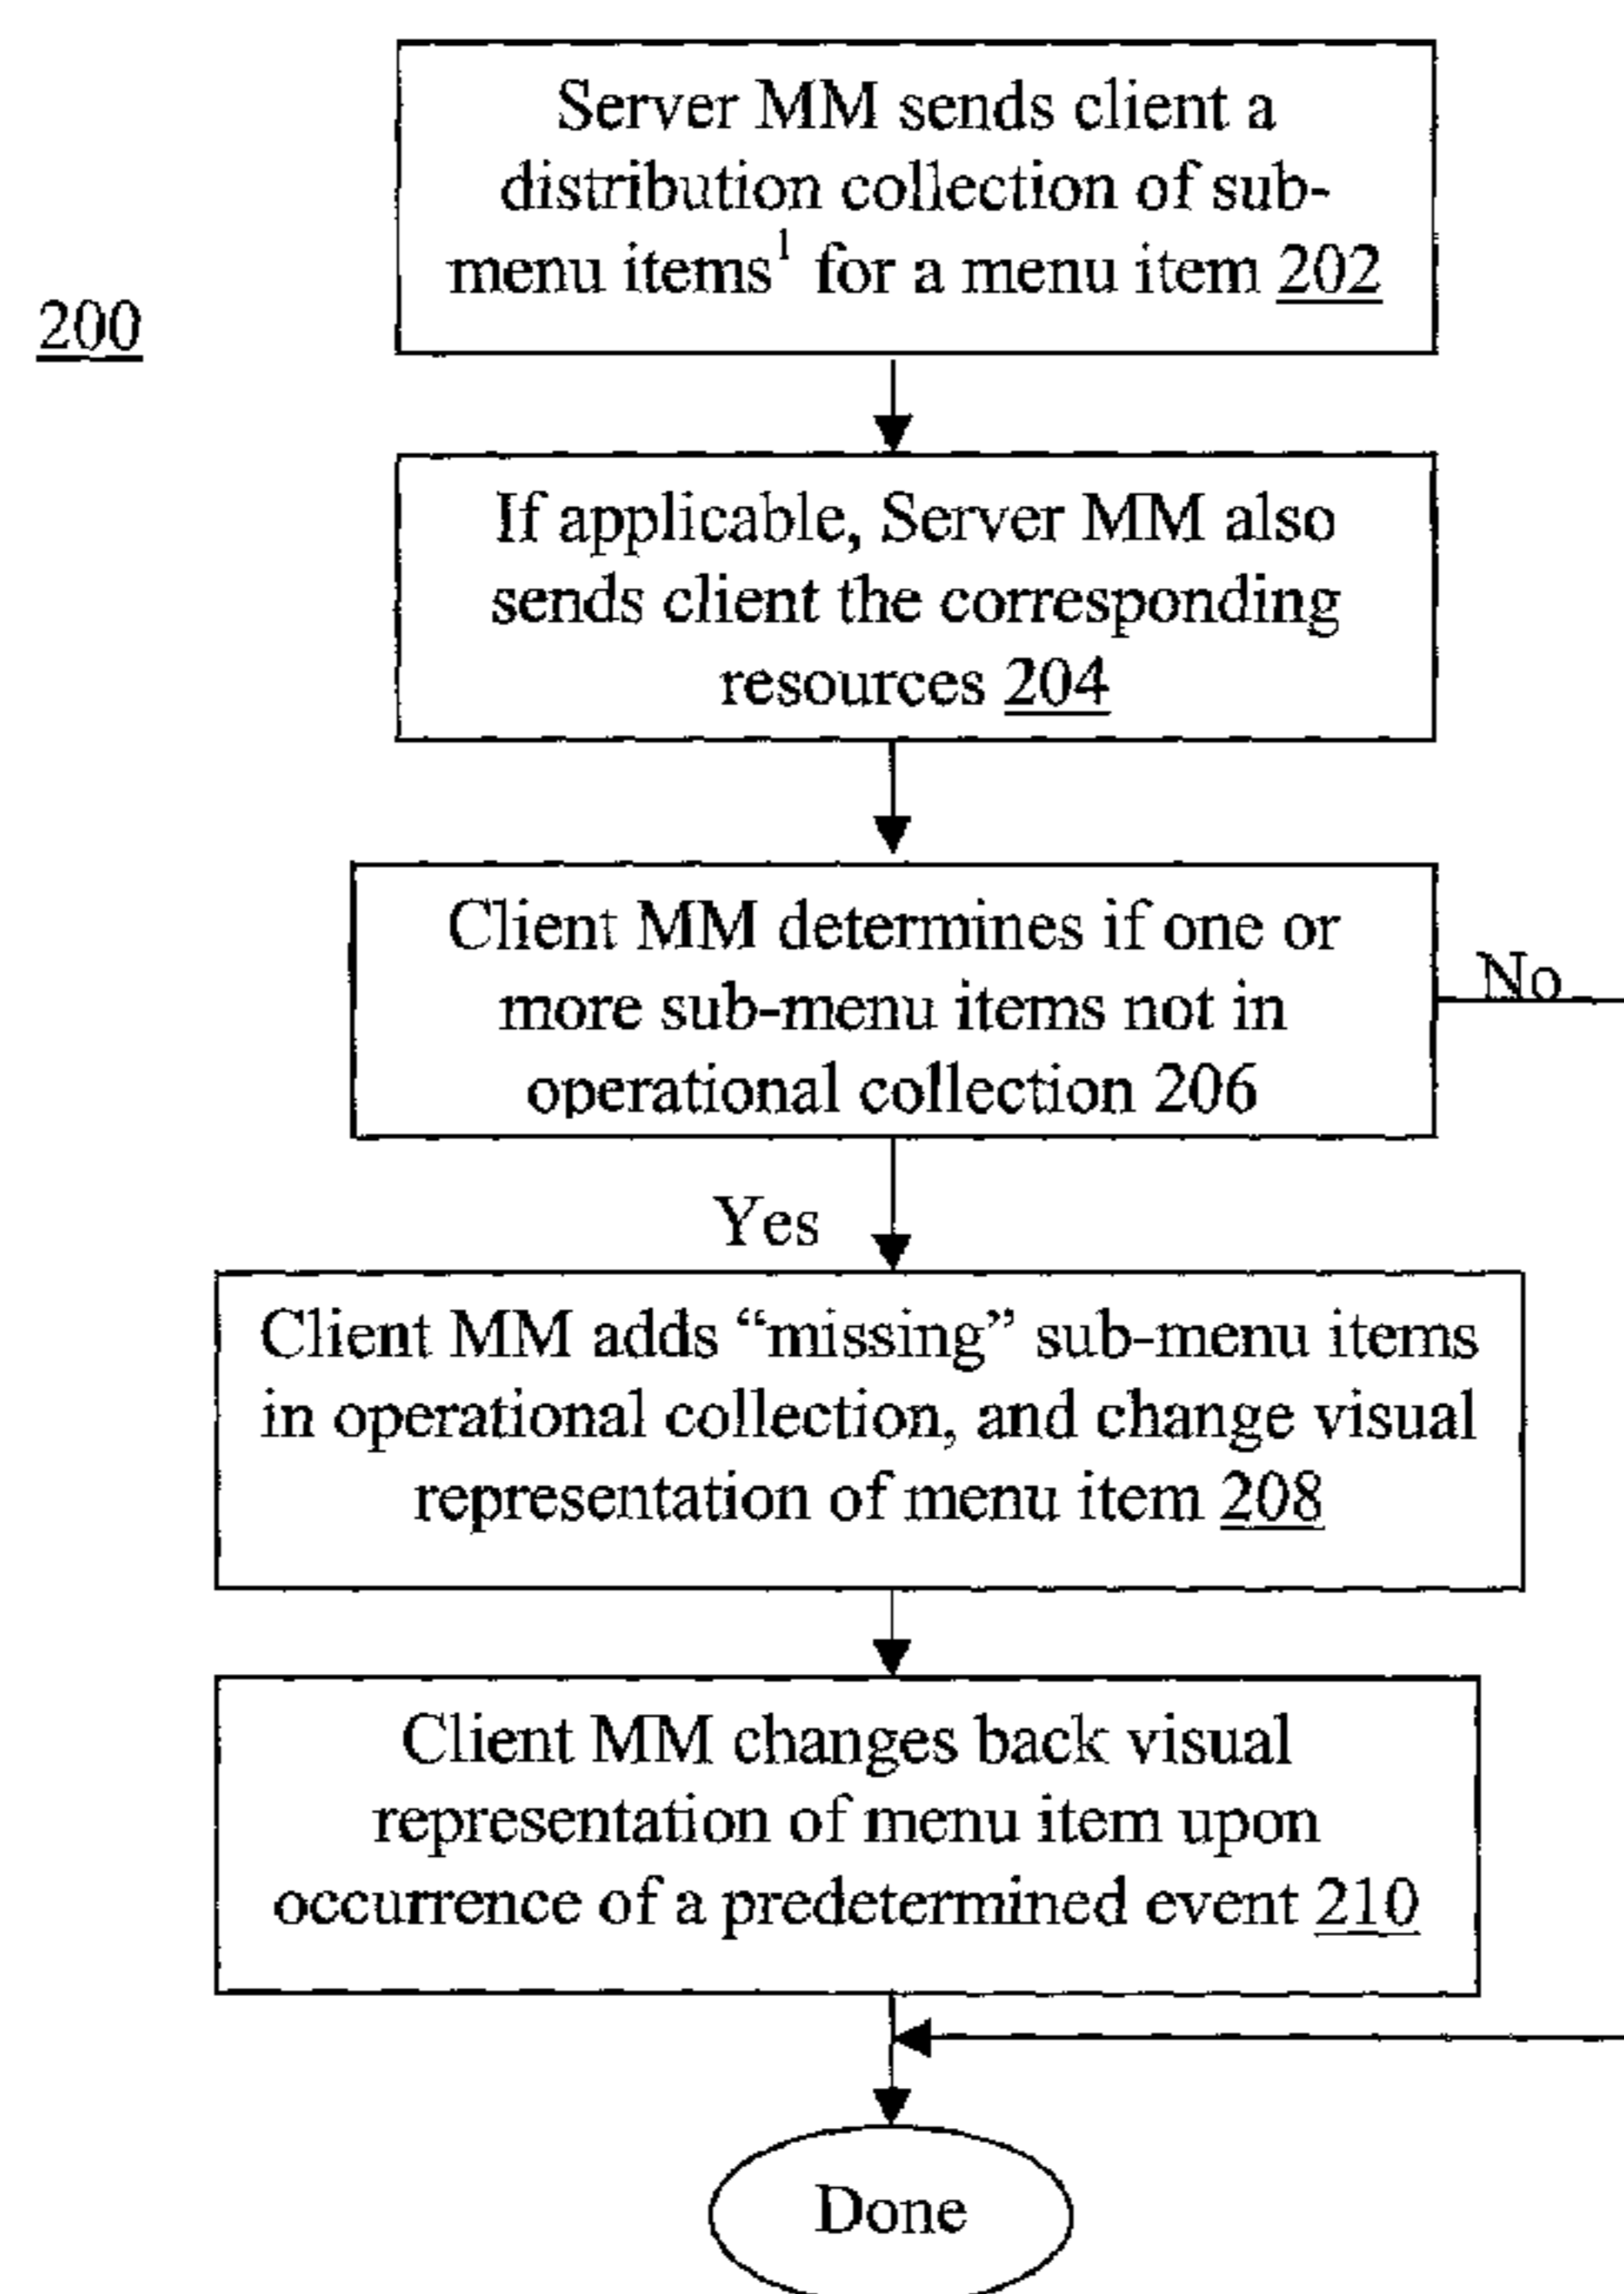 Server MM sends client a
distribution collection of sub-
menu items¹ for a menu item 202
200
If applicable, Server MM also
sends client the corresponding
resources 204
Client MM determines if one or
more sub-menu items not in
operational collection 206
No
Yes
Client MM adds “missing” sub-menu items
in operational collection, and change visual
representation of menu item 208
Client MM changes back visual
representation of menu item upon
occurrence of a predetermined event 210
Done